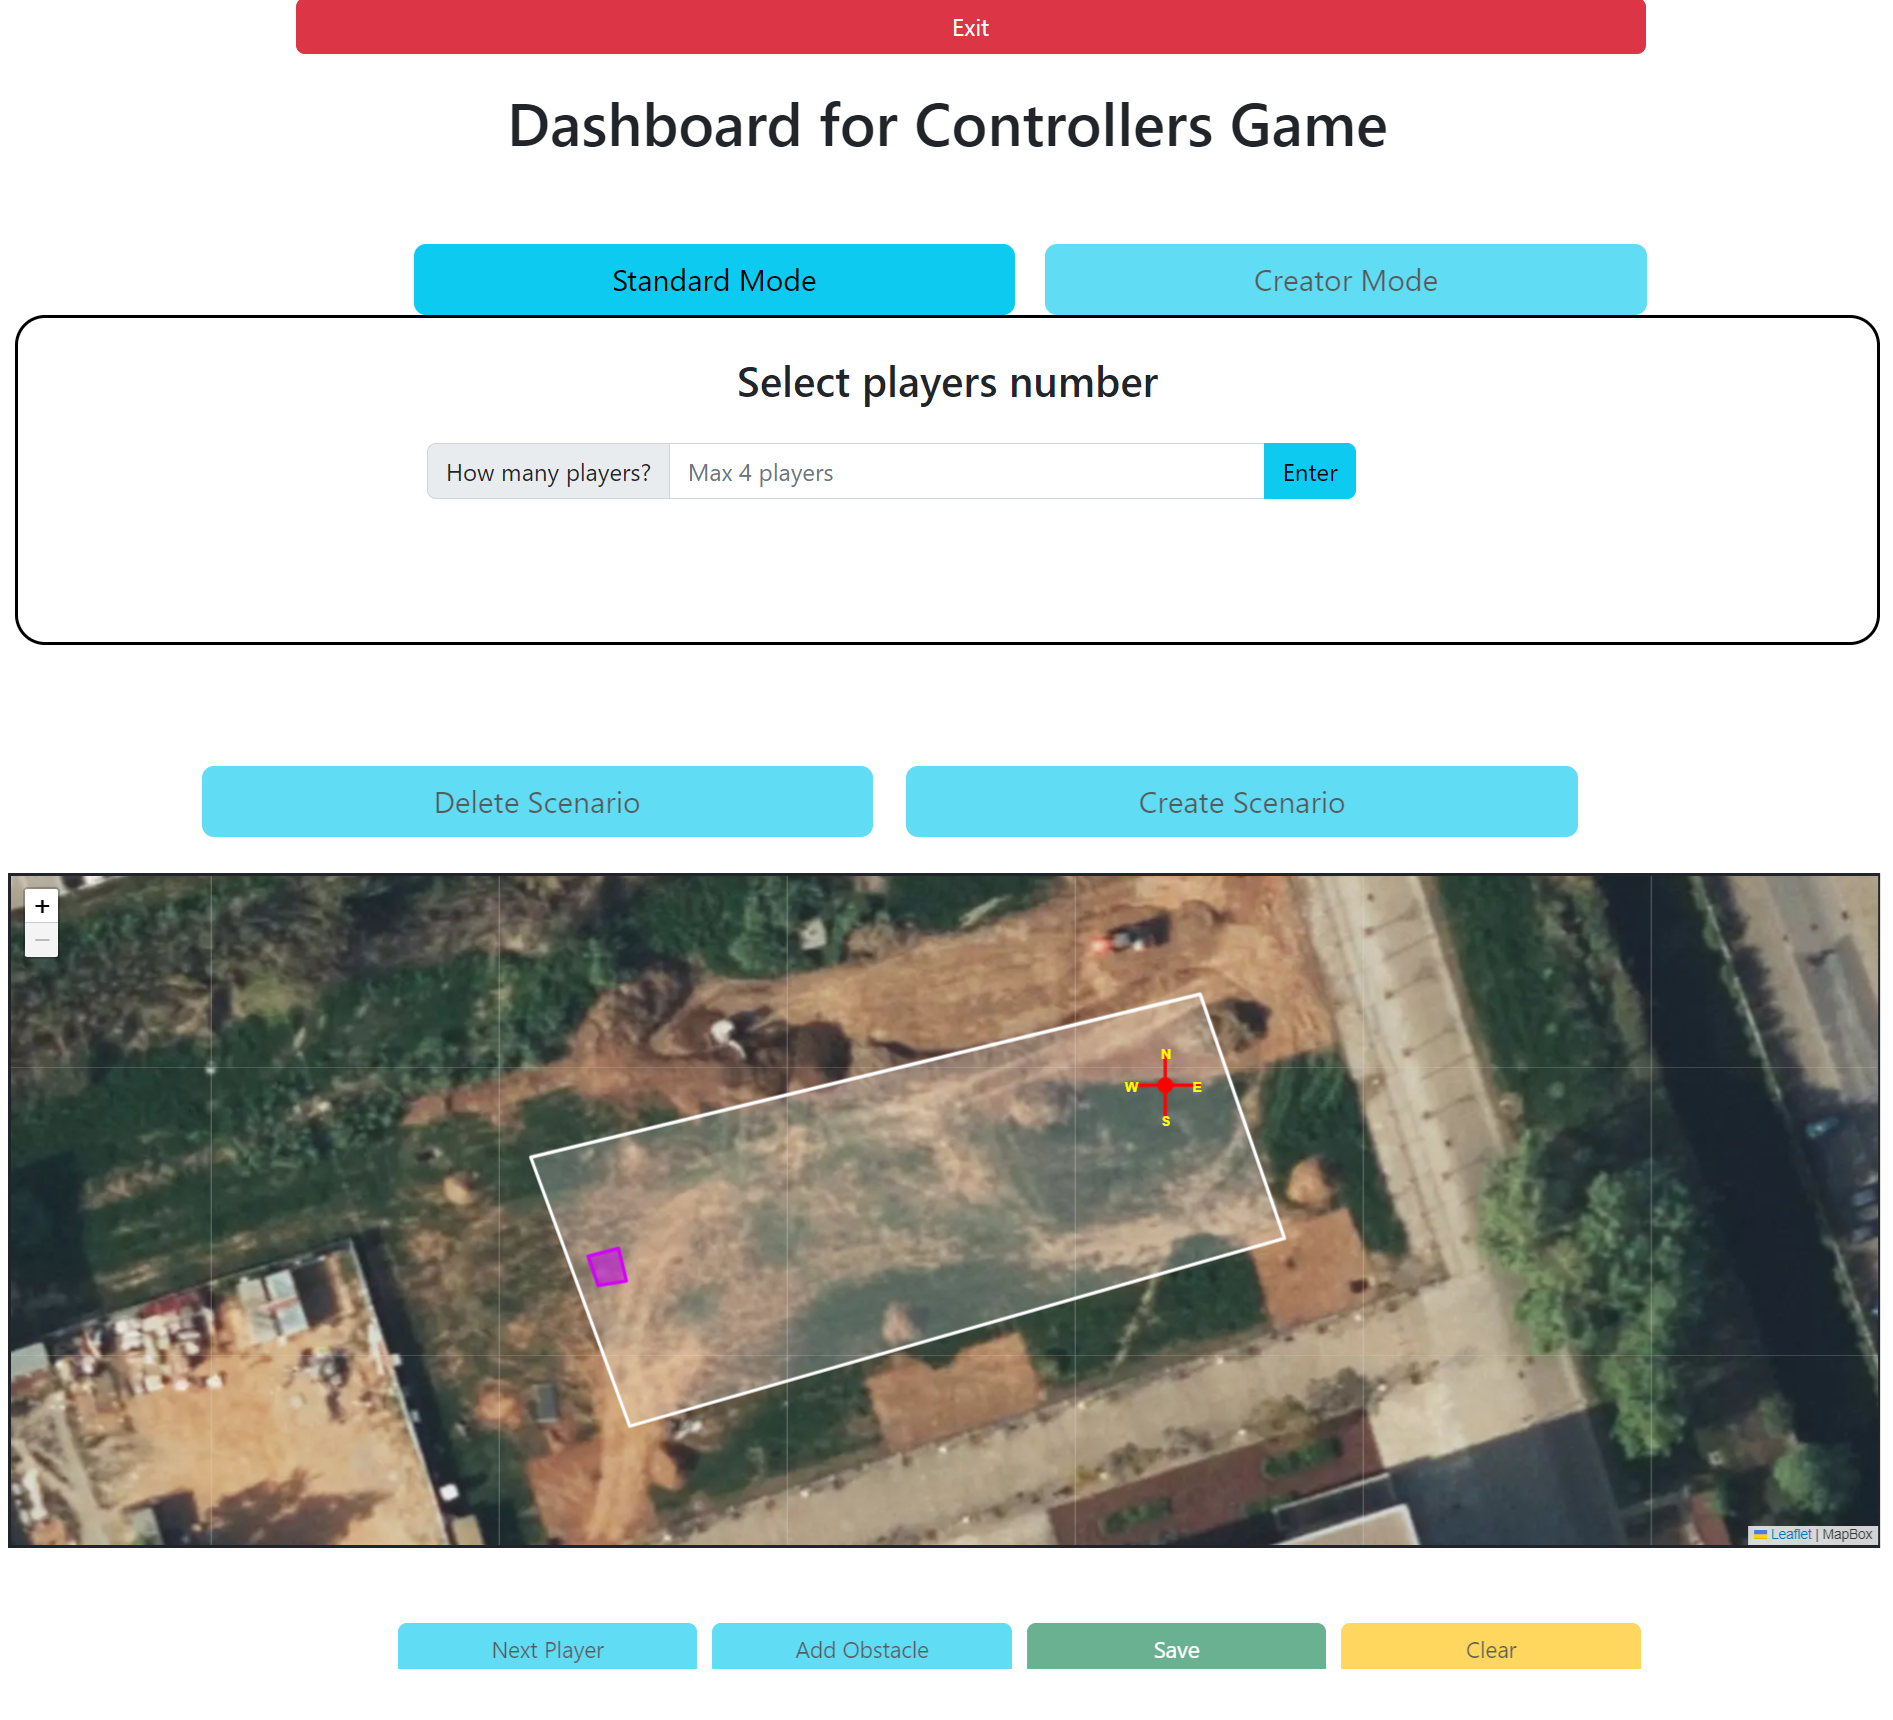 Exit
Dashboard for Controllers Game
Standard Mode
Creator Mode
Select players number
How many players?
Max 4 players
Enter
Delete Scenario
Create Scenario
+
−
N
W
E
S
Leaflet | MapBox
Next Player
Add Obstacle
Save
Clear